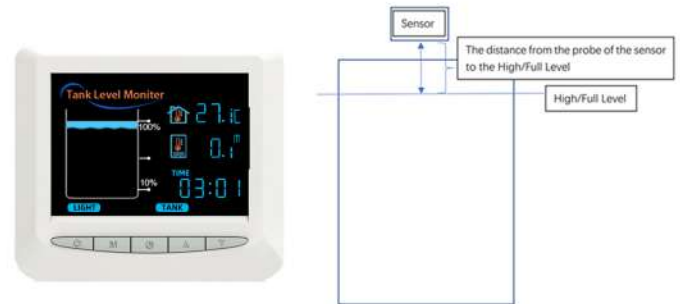 Tank Level Moniter
100%
27.1°C
0.1m
TIME
10%
03:01
LIGHT
TANK
M
Sensor
The distance from the probe of the sensor
to the High/Full Level
High/Full Level